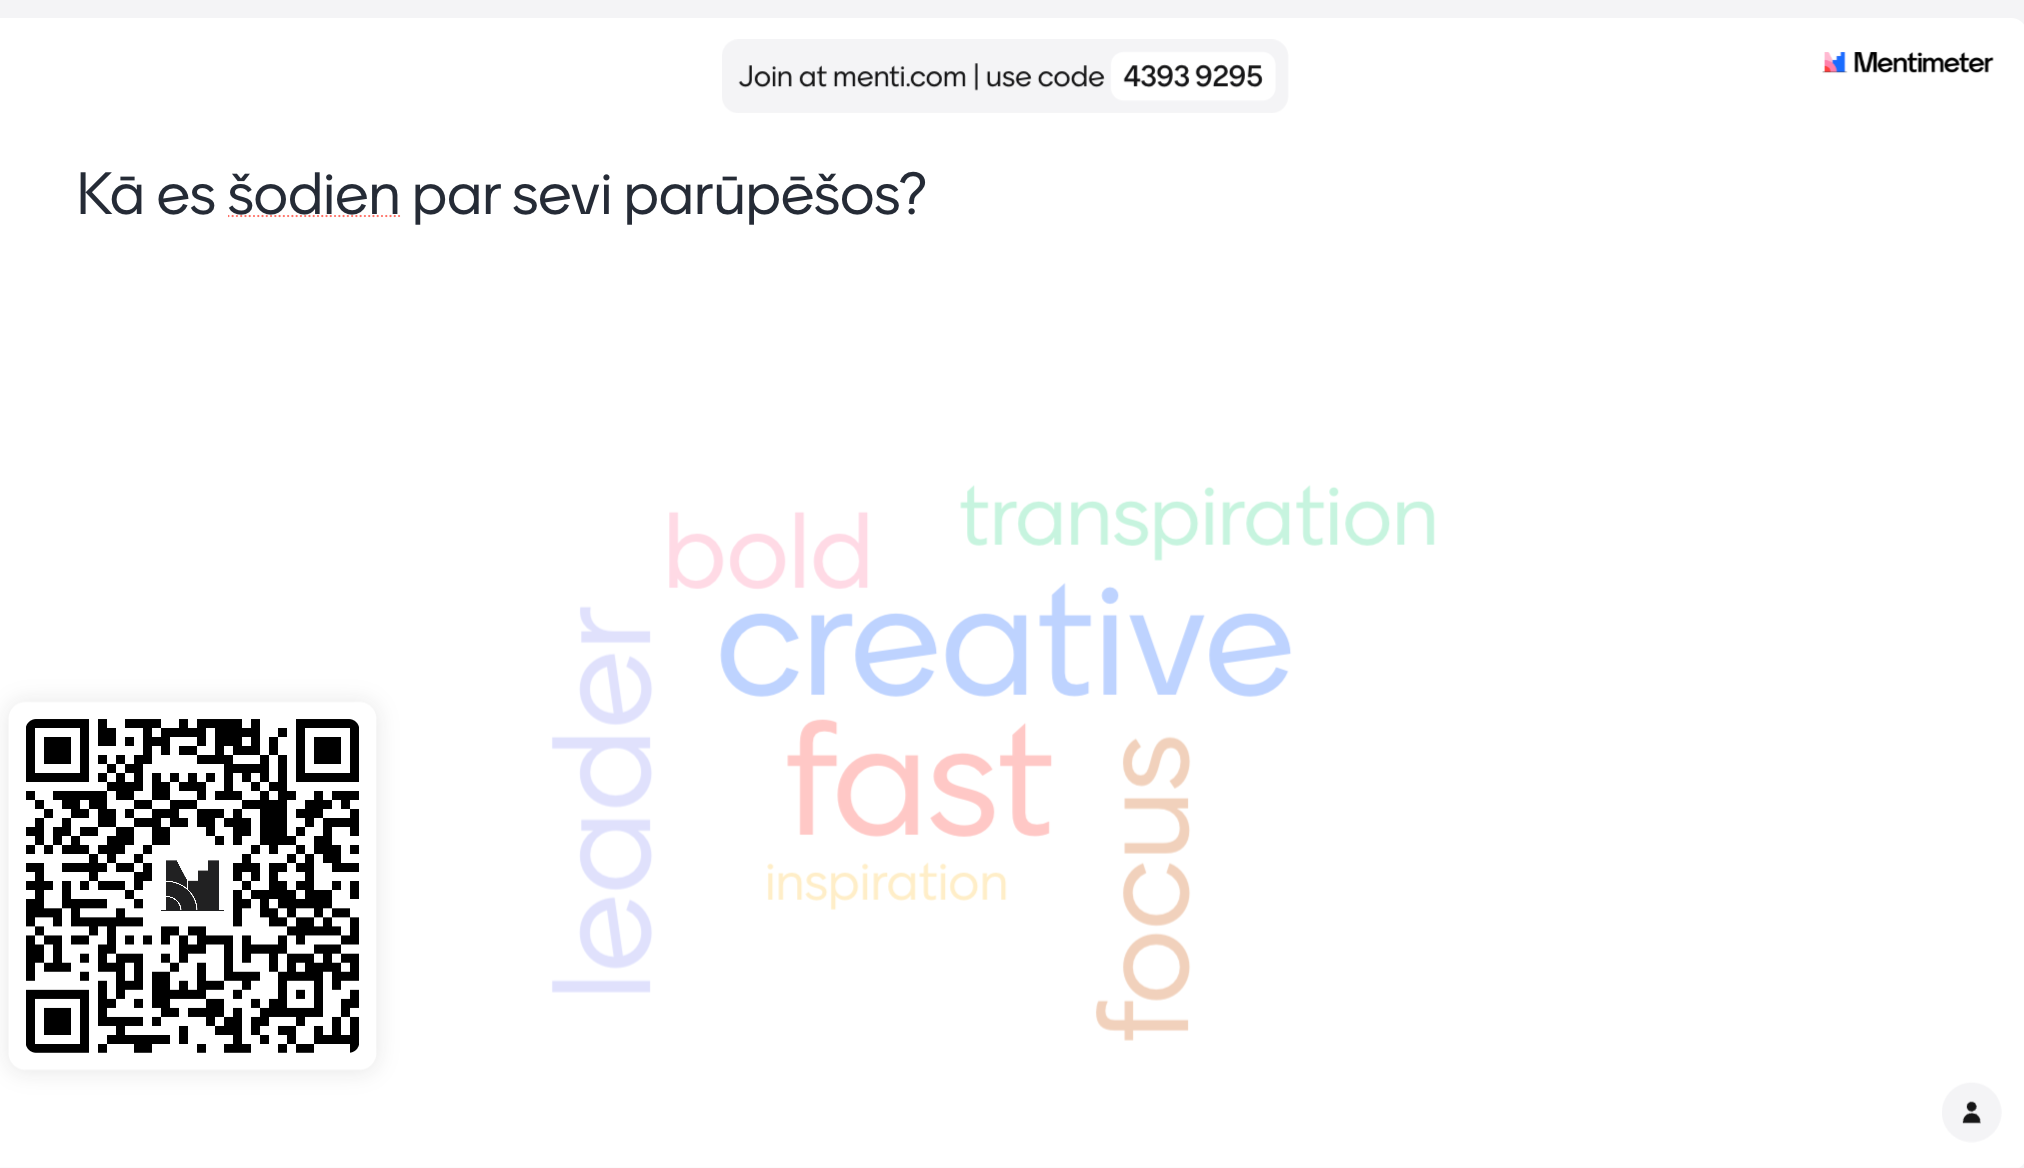 Join at menti.com | use code 4393 9295
Mentimeter
Kā es šodien par sevi parūpēšos?
transpiration
bold
creative
leader
fast
focus
inspiration